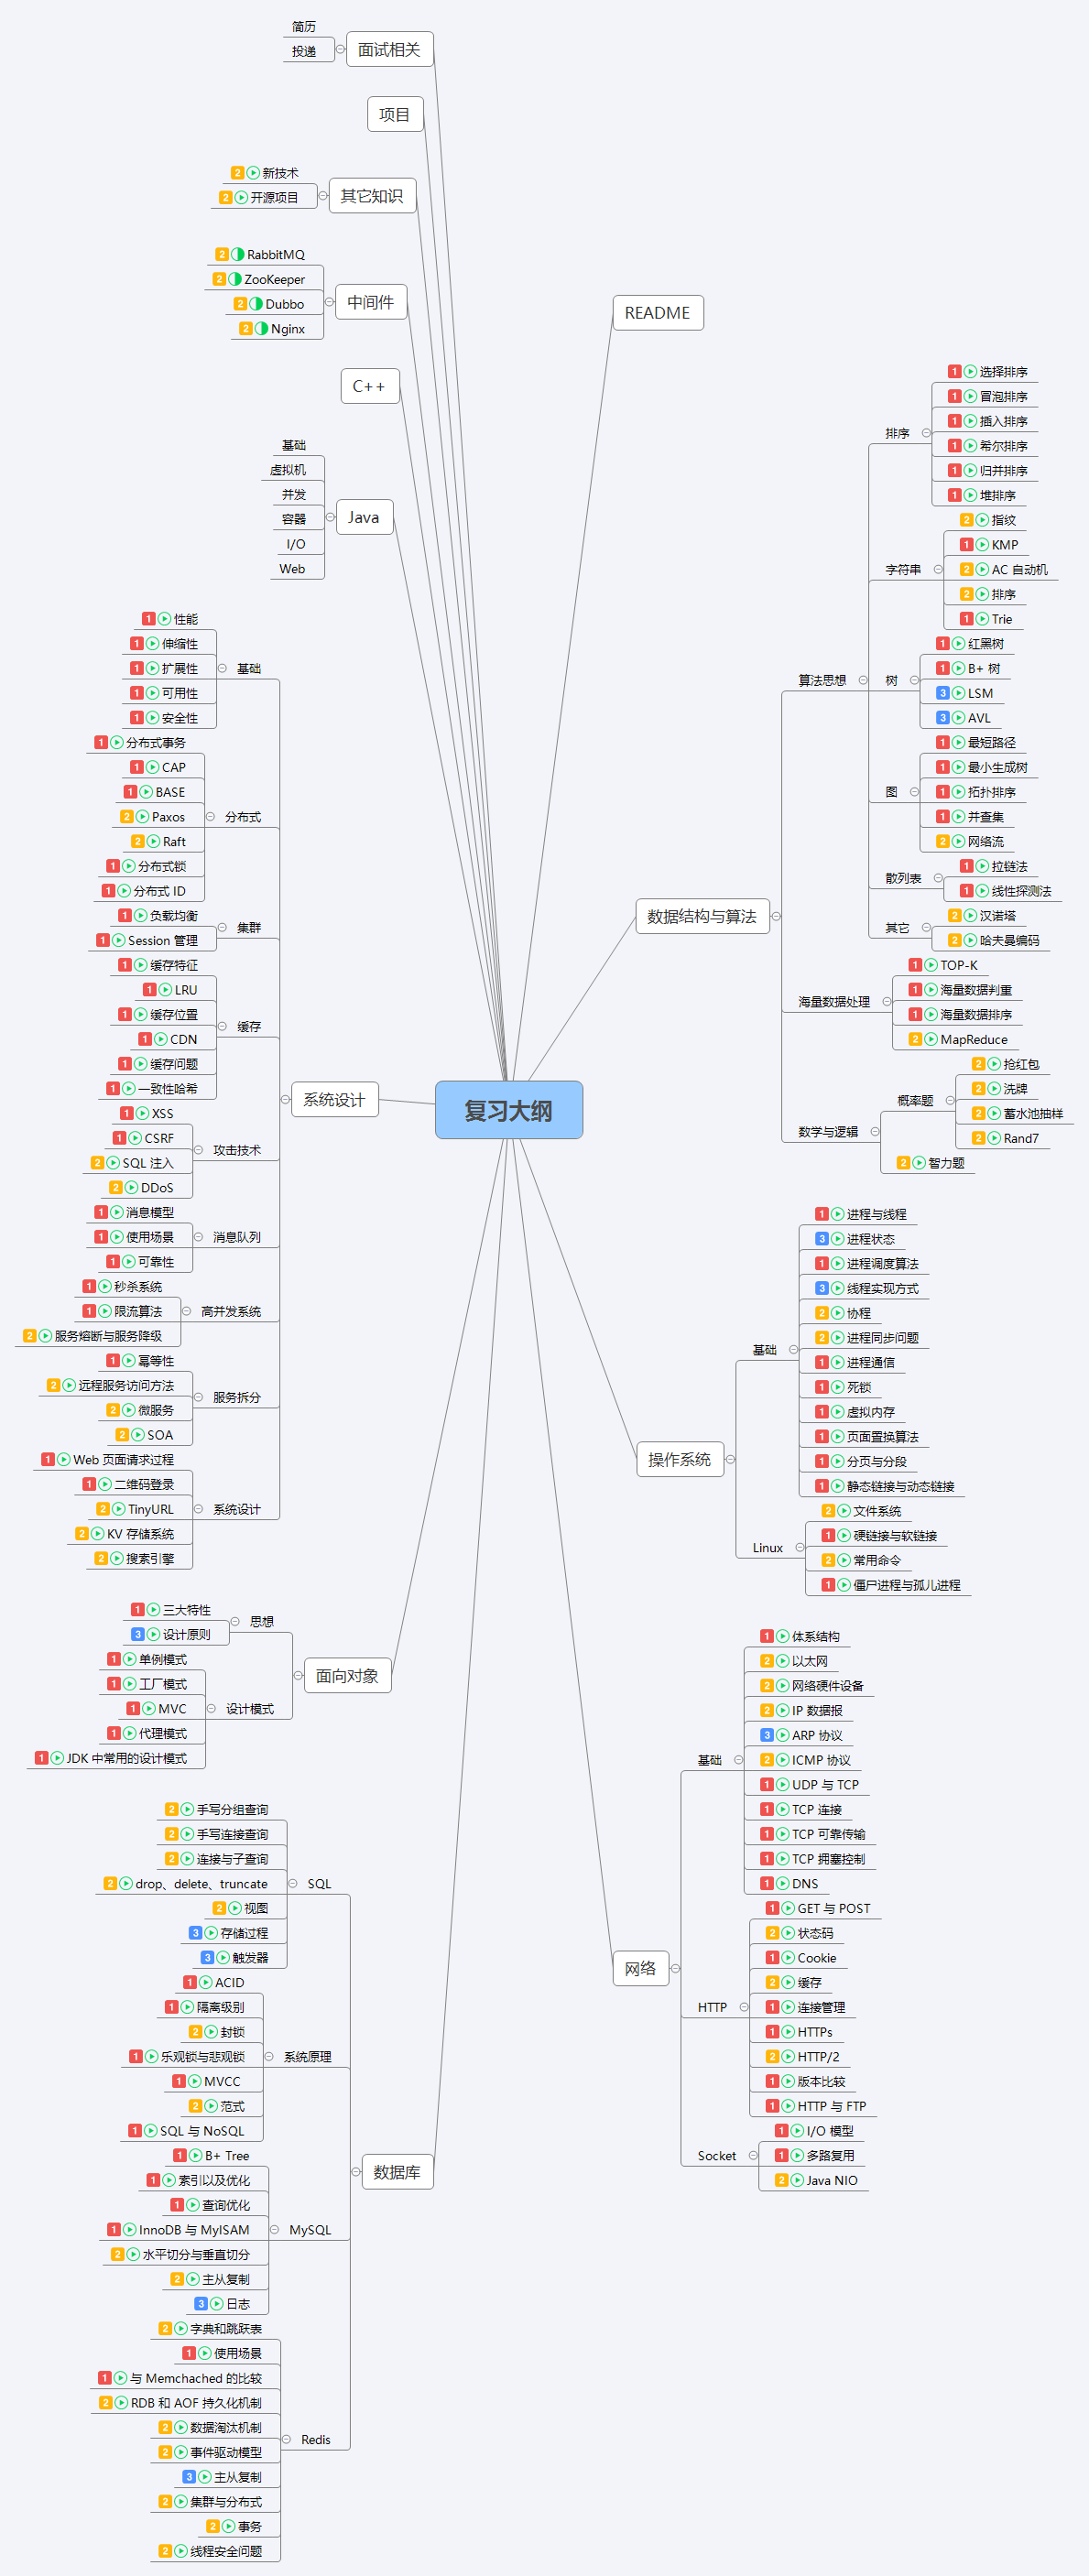 复习大纲
README
数据结构与算法
算法思想
排序
1 选择排序
1 冒泡排序
1 插入排序
1 希尔排序
1 归并排序
1 堆排序
字符串
2 指纹
1 KMP
2 AC 自动机
2 排序
1 Trie
树
1 红黑树
1 B+ 树
3 LSM
3 AVL
图
1 最短路径
1 最小生成树
1 拓扑排序
1 并查集
2 网络流
散列表
1 拉链法
1 线性探测法
其它
2 汉诺塔
2 哈夫曼编码
海量数据处理
1 TOP-K
1 海量数据判重
1 海量数据排序
2 MapReduce
数学与逻辑
概率题
2 抢红包
2 洗牌
2 蓄水池抽样
2 Rand7
2 智力题
操作系统
基础
1 进程与线程
3 进程状态
1 进程调度算法
3 线程实现方式
2 协程
2 进程同步问题
1 进程通信
1 死锁
1 虚拟内存
1 页面置换算法
1 分页与分段
1 静态链接与动态链接
Linux
2 文件系统
1 硬链接与软链接
2 常用命令
1 僵尸进程与孤儿进程
网络
基础
1 体系结构
2 以太网
2 网络硬件设备
2 IP 数据报
3 ARP 协议
2 ICMP 协议
1 UDP 与 TCP
1 TCP 连接
1 TCP 可靠传输
1 TCP 拥塞控制
1 DNS
HTTP
1 GET 与 POST
2 状态码
1 Cookie
2 缓存
1 连接管理
1 HTTPs
2 HTTP/2
1 版本比较
1 HTTP 与 FTP
Socket
1 I/O 模型
1 多路复用
2 Java NIO
面试相关
简历
投递
项目
其它知识
2 新技术
2 开源项目
中间件
2 RabbitMQ
2 ZooKeeper
2 Dubbo
2 Nginx
C++
Java
基础
虚拟机
并发
容器
I/O
Web
系统设计
基础
1 性能
1 伸缩性
1 扩展性
1 可用性
1 安全性
分布式
1 分布式事务
1 CAP
1 BASE
2 Paxos
2 Raft
1 分布式锁
1 分布式 ID
集群
1 负载均衡
1 Session 管理
缓存
1 缓存特征
1 LRU
1 缓存位置
1 CDN
1 缓存问题
1 一致性哈希
攻击技术
1 XSS
1 CSRF
2 SQL 注入
2 DDoS
消息队列
1 消息模型
1 使用场景
1 可靠性
高并发系统
1 秒杀系统
1 限流算法
2 服务熔断与服务降级
服务拆分
1 幂等性
2 远程服务访问方法
2 微服务
2 SOA
系统设计
1 Web 页面请求过程
1 二维码登录
2 TinyURL
2 KV 存储系统
2 搜索引擎
面向对象
思想
1 三大特性
3 设计原则
设计模式
1 单例模式
1 工厂模式
1 MVC
1 代理模式
1 JDK 中常用的设计模式
数据库
SQL
2 手写分组查询
2 手写连接查询
2 连接与子查询
2 drop、delete、truncate
2 视图
3 存储过程
3 触发器
系统原理
1 ACID
1 隔离级别
2 封锁
1 乐观锁与悲观锁
1 MVCC
2 范式
1 SQL 与 NoSQL
MySQL
1 B+ Tree
1 索引以及优化
1 查询优化
1 InnoDB 与 MyISAM
2 水平切分与垂直切分
2 主从复制
3 日志
Redis
2 字典和跳跃表
1 使用场景
1 与 Memchached 的比较
2 RDB 和 AOF 持久化机制
2 数据淘汰机制
2 事件驱动模型
3 主从复制
2 集群与分布式
2 事务
2 线程安全问题